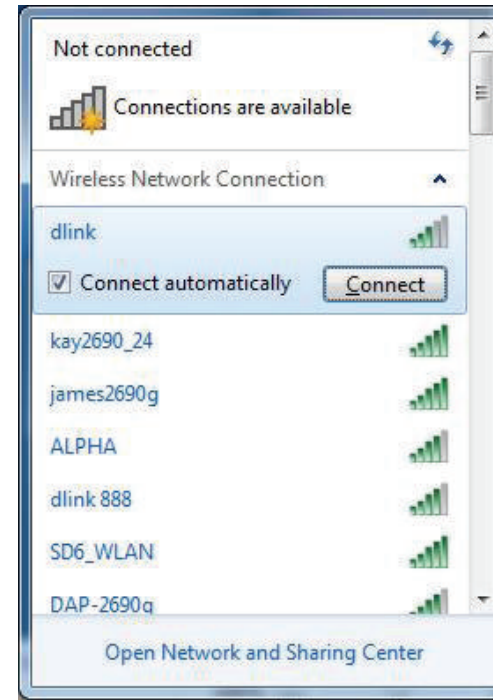 Not connected
Connections are available
Wireless Network Connection
dlink
Connect automatically Connect
kay2690_24
james2690g
ALPHA
dlink 888
SD6_WLAN
DAP-2690g
Open Network and Sharing Center